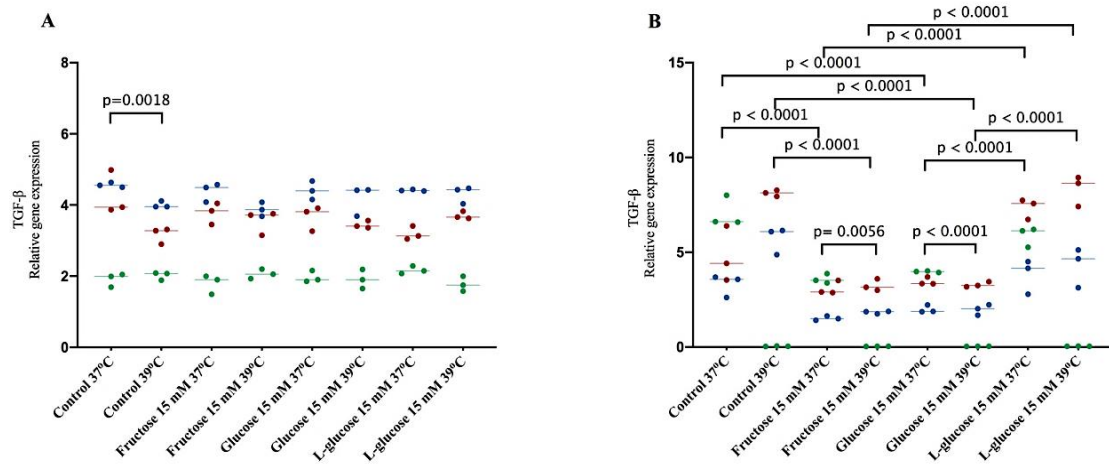 A
TGF-β
Relative gene expression
8
6
4
2
0
p=0.0018
Control 37ºC
Control 39ºC
Fructose 15 mM 37ºC
Fructose 15 mM 39ºC
Glucose 15 mM 37ºC
Glucose 15 mM 39ºC
L-glucose 15 mM 37ºC
L-glucose 15 mM 39ºC
B
TGF-β
Relative gene expression
15
10
5
0
p < 0.0001
p < 0.0001
p < 0.0001
p < 0.0001
p < 0.0001
p < 0.0001
p < 0.0001
p < 0.0001
p= 0.0056
p < 0.0001
Control 37ºC
Control 39ºC
Fructose 15 mM 37ºC
Fructose 15 mM 39ºC
Glucose 15 mM 37ºC
Glucose 15 mM 39ºC
L-glucose 15 mM 37ºC
L-glucose 15 mM 39ºC